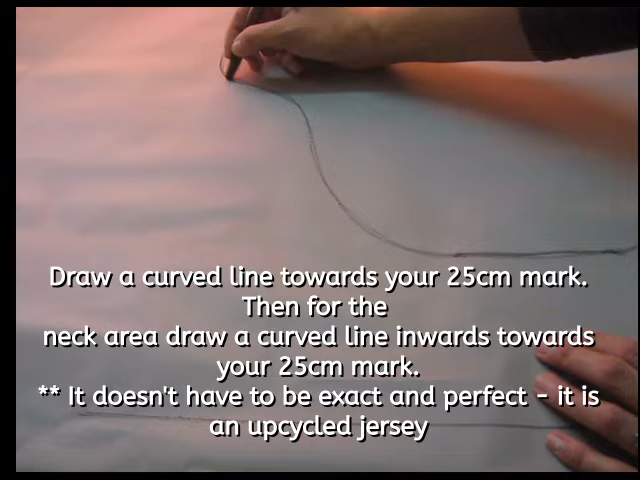 Draw a curved line towards your 25cm mark.
Then for the
neck area draw a curved line inwards towards
your 25cm mark.
** It doesn't have to be exact and perfect - it is
an upcycled jersey